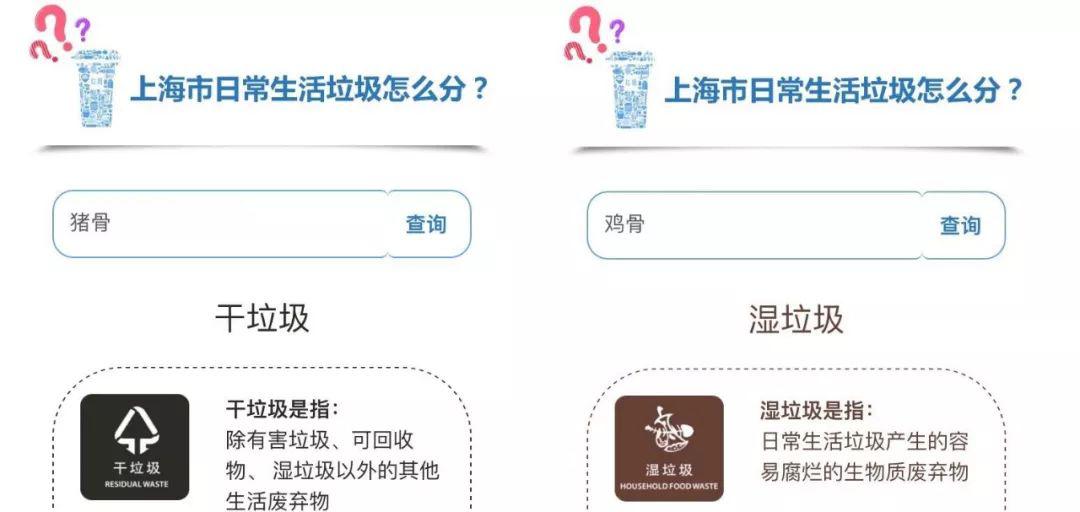 上海市日常生活垃圾怎么分？
猪骨
查询
干垃圾
干垃圾
RESIDUAL WASTE
干垃圾是指：
除有害垃圾、可回收
物、湿垃圾以外的其他
生活废弃物
上海市日常生活垃圾怎么分？
鸡骨
查询
湿垃圾
湿垃圾
HOUSEHOLD FOOD WASTE
湿垃圾是指：
日常生活垃圾产生的容
易腐烂的生物质废弃物